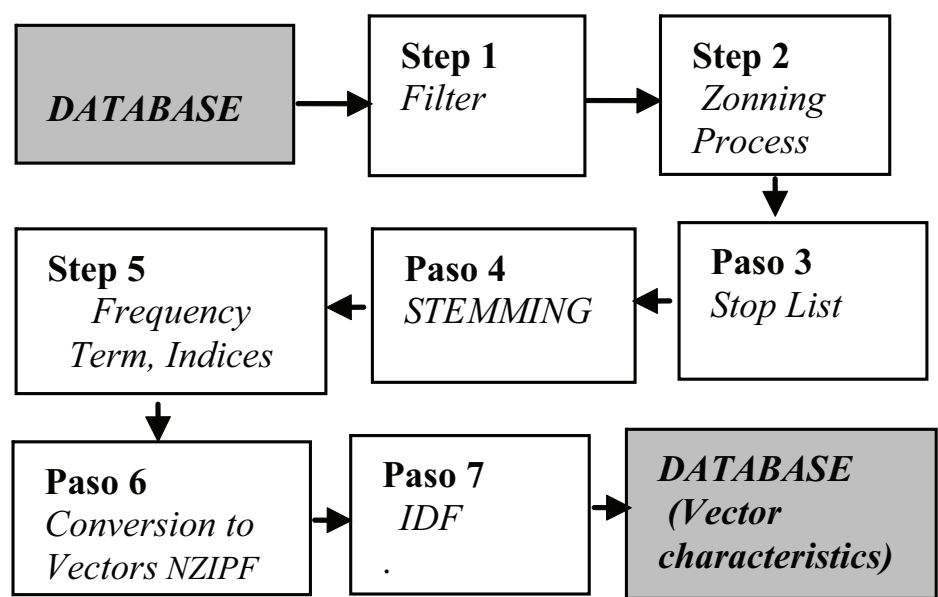 DATABASE
Step 1
Filter
Step 2
Zonning
Process
Paso 3
Stop List
Paso 4
STEMMING
Step 5
Frequency
Term, Indices
Paso 6
Conversion to
Vectors NZIPF
Paso 7
IDF
.
DATABASE
(Vector
characteristics)